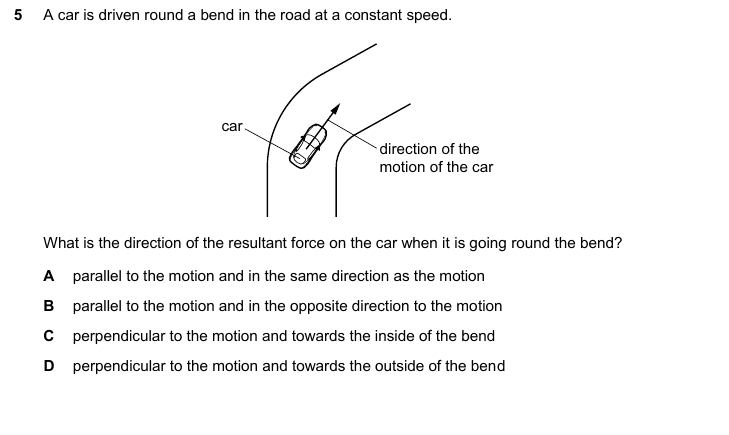 5 A car is driven round a bend in the road at a constant speed.
car
direction of the
motion of the car
What is the direction of the resultant force on the car when it is going round the bend?
A parallel to the motion and in the same direction as the motion
B parallel to the motion and in the opposite direction to the motion
C perpendicular to the motion and towards the inside of the bend
D perpendicular to the motion and towards the outside of the bend